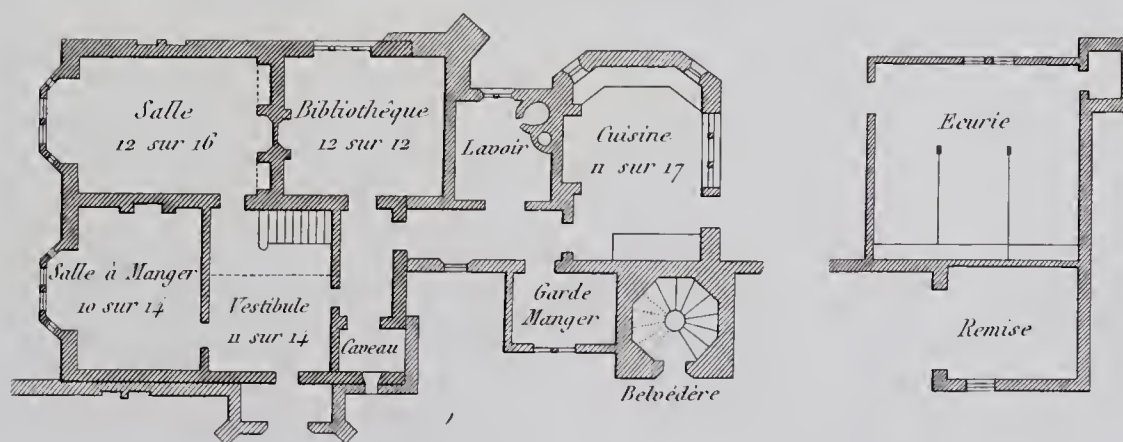 Salle
12 sur 16
Bibliothèque
12 sur 12
Lavoir
Cuisine
11 sur 17
Salle à Manger
10 sur 14
Vestibule
11 sur 14
Caveau
Garde
Manger
Belvédère
Ecurie
Remise